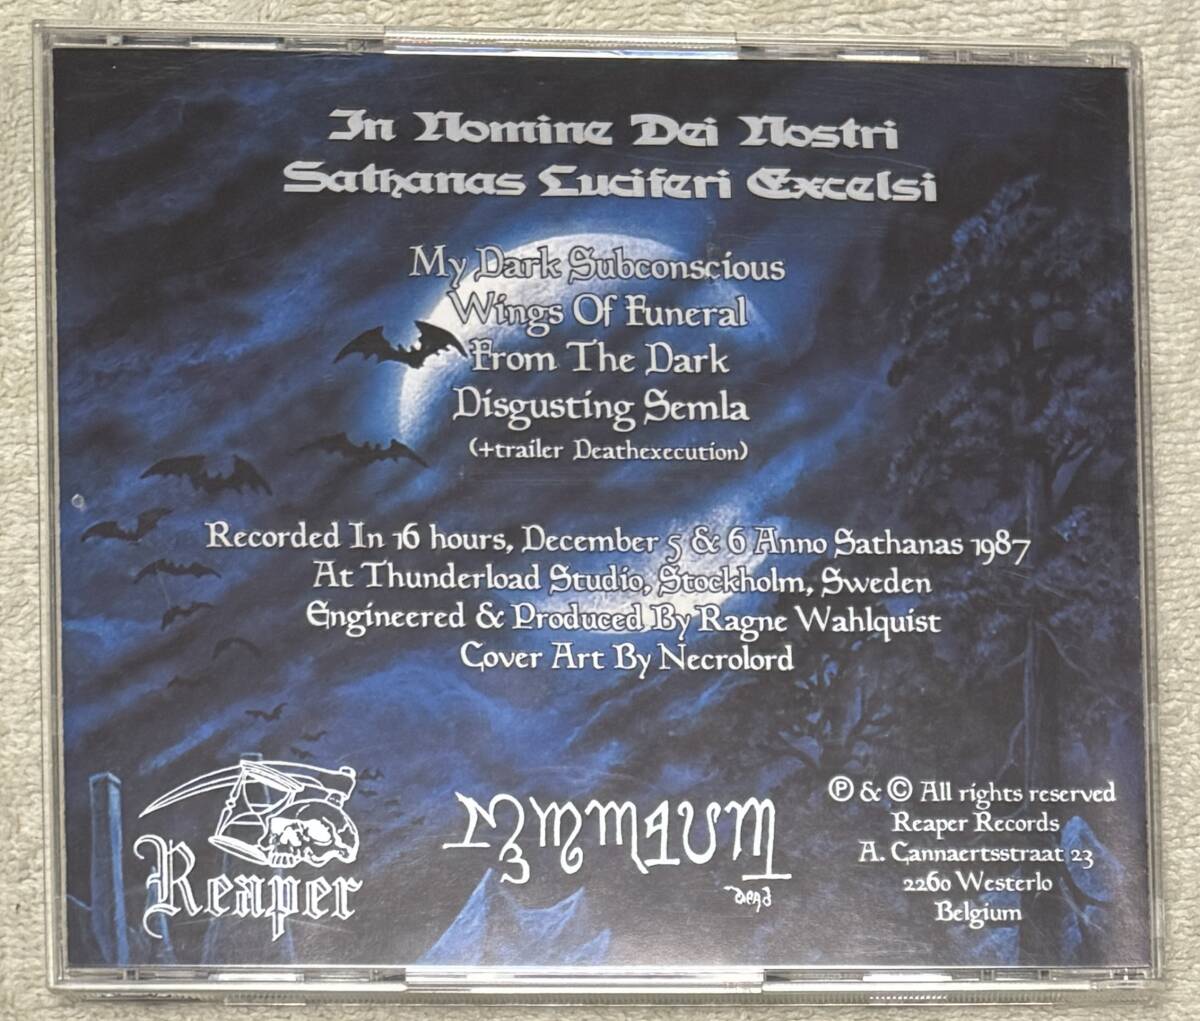 In Nomine Dei Nostri
Sathanas Luciferi Excelsi
My Dark Subconscious
Wings Of Funeral
From The Dark
Disgusting Semla
(+trailer Deathexecution)
Recorded In 16 hours, December 5 & 6 Anno Sathanas 1987
At Thunderload Studio, Stockholm, Sweden
Engineered & Produced By Ragne Wahlquist
Cover Art By Necrolord
Reaper
Dead
Ⓟ & © All rights reserved
Reaper Records
A. Cannaertsstraat 23
2260 Westerlo
Belgium